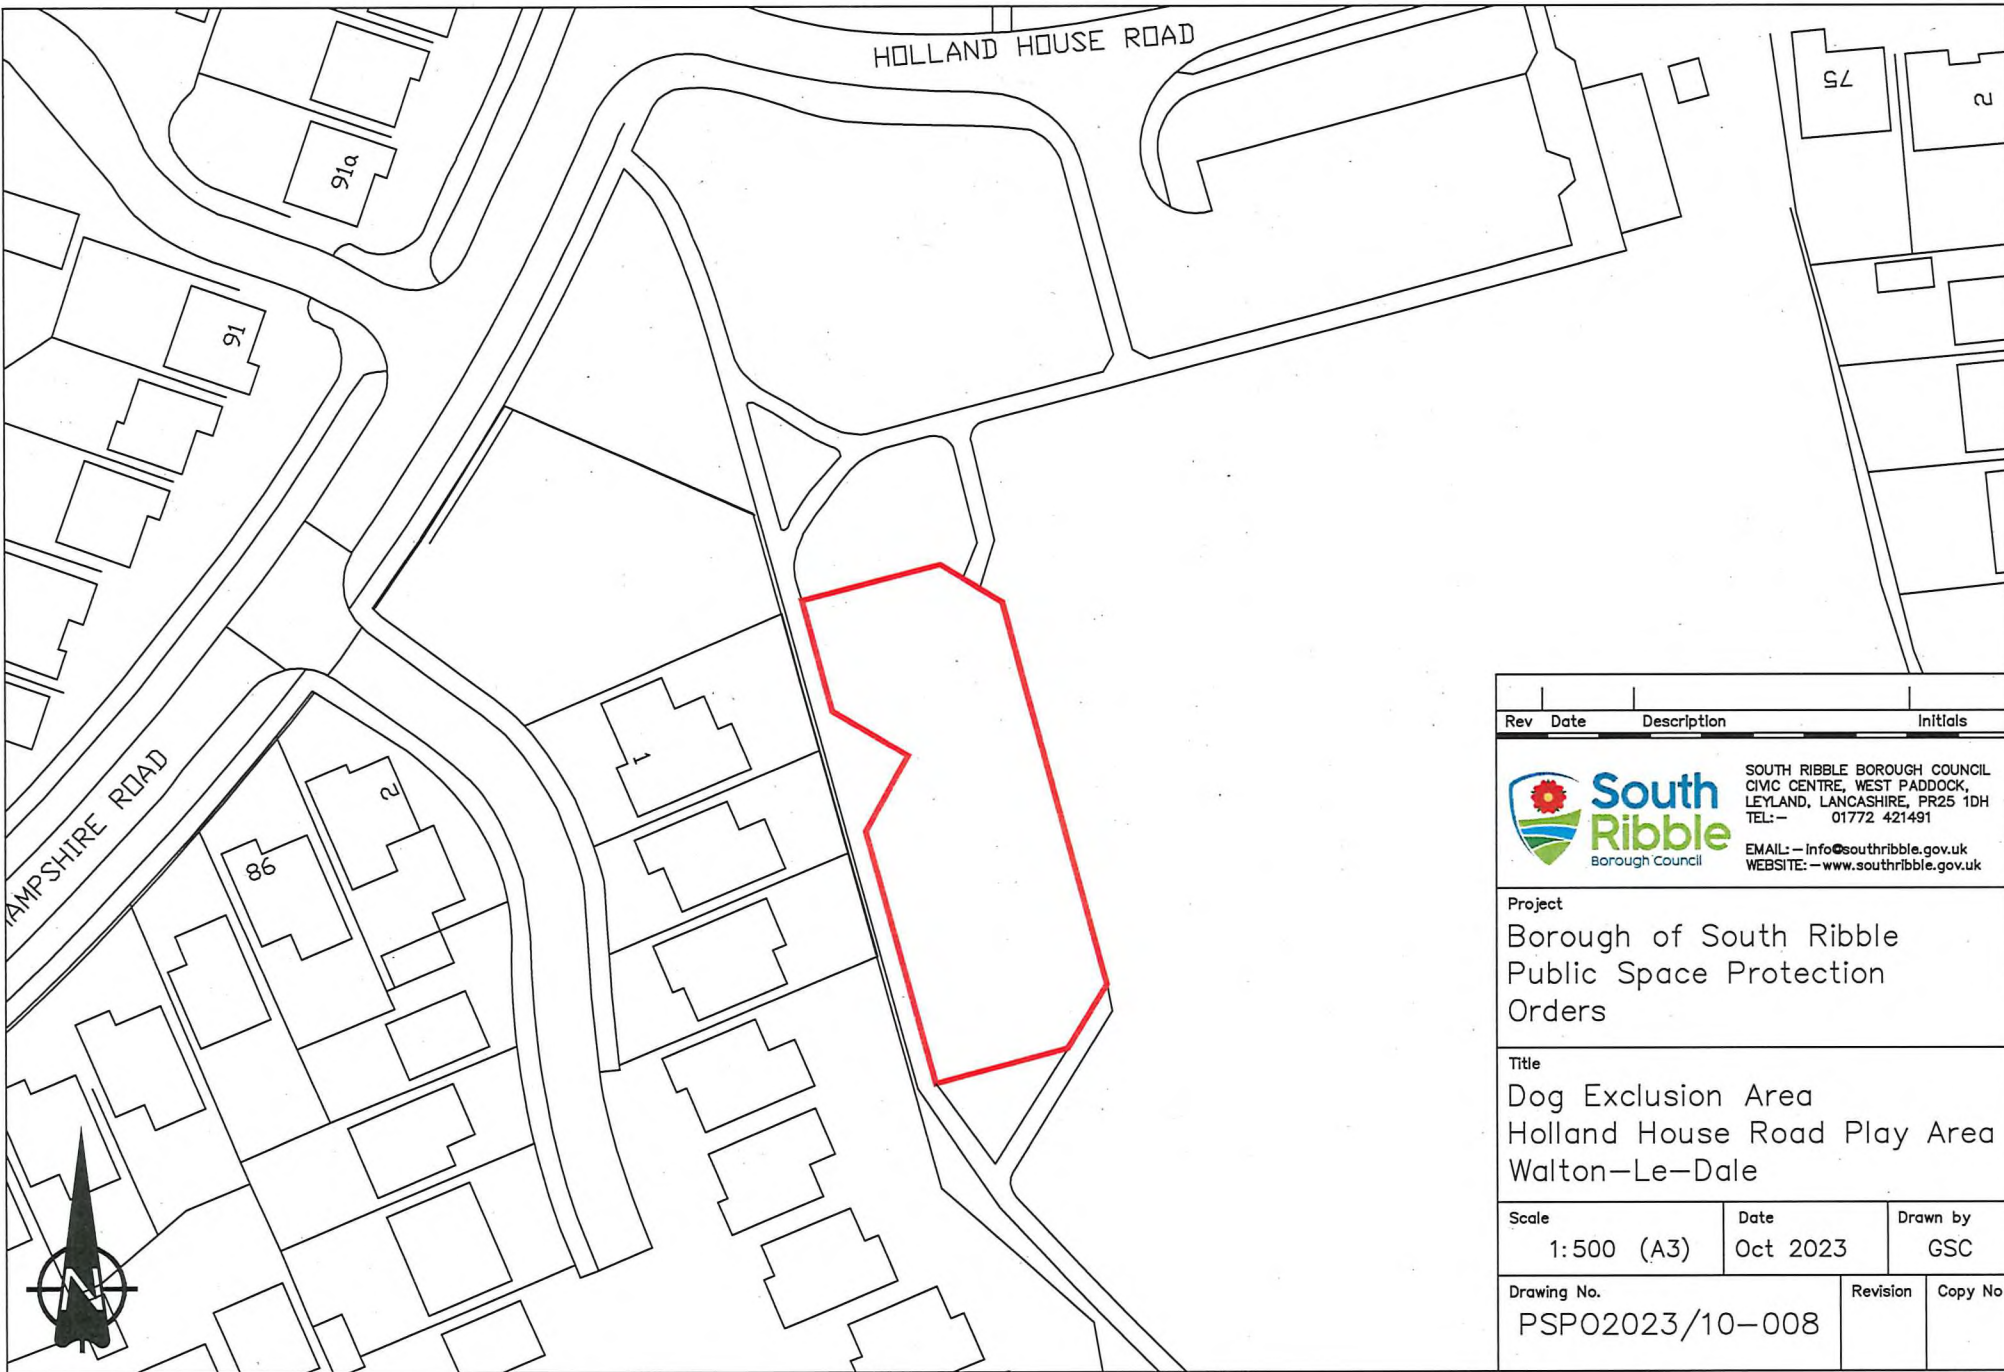 HOLLAND HOUSE ROAD
75
2
91a
91
1
2
86
AMPSHIRE ROAD
N
Rev Date Description Initials
South
Ribble
Borough Council
SOUTH RIBBLE BOROUGH COUNCIL
CIVIC CENTRE, WEST PADDOCK,
LEYLAND, LANCASHIRE, PR25 1DH
TEL:- 01772 421491
EMAIL:-info@southribble.gov.uk
WEBSITE:-www.southribble.gov.uk
Project
Borough of South Ribble
Public Space Protection
Orders
Title
Dog Exclusion Area
Holland House Road Play Area
Walton-Le-Dale
Scale Date Drawn by
1:500 (A3) Oct 2023 GSC
Drawing No. Revision Copy No
PSPO2023/10-008